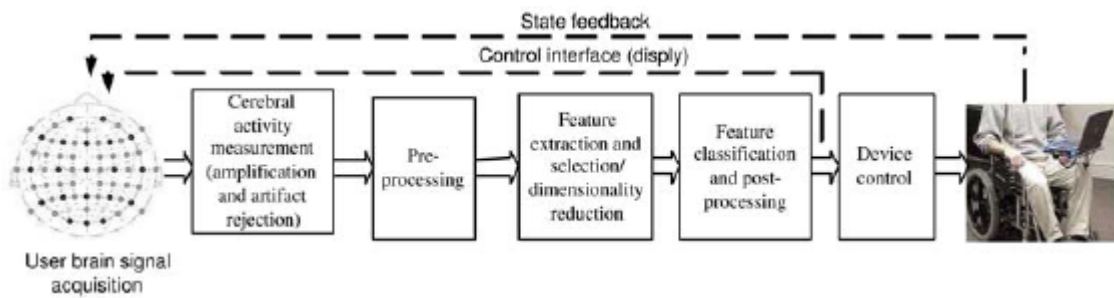 State feedback
Control interface (disply)
Cerebral
activity
measurement
(amplification
and artifact
rejection)
Pre-
processing
Feature
extraction and
selection/
dimensionality
reduction
Feature
classification
and post-
processing
Device
control
User brain signal
acquisition